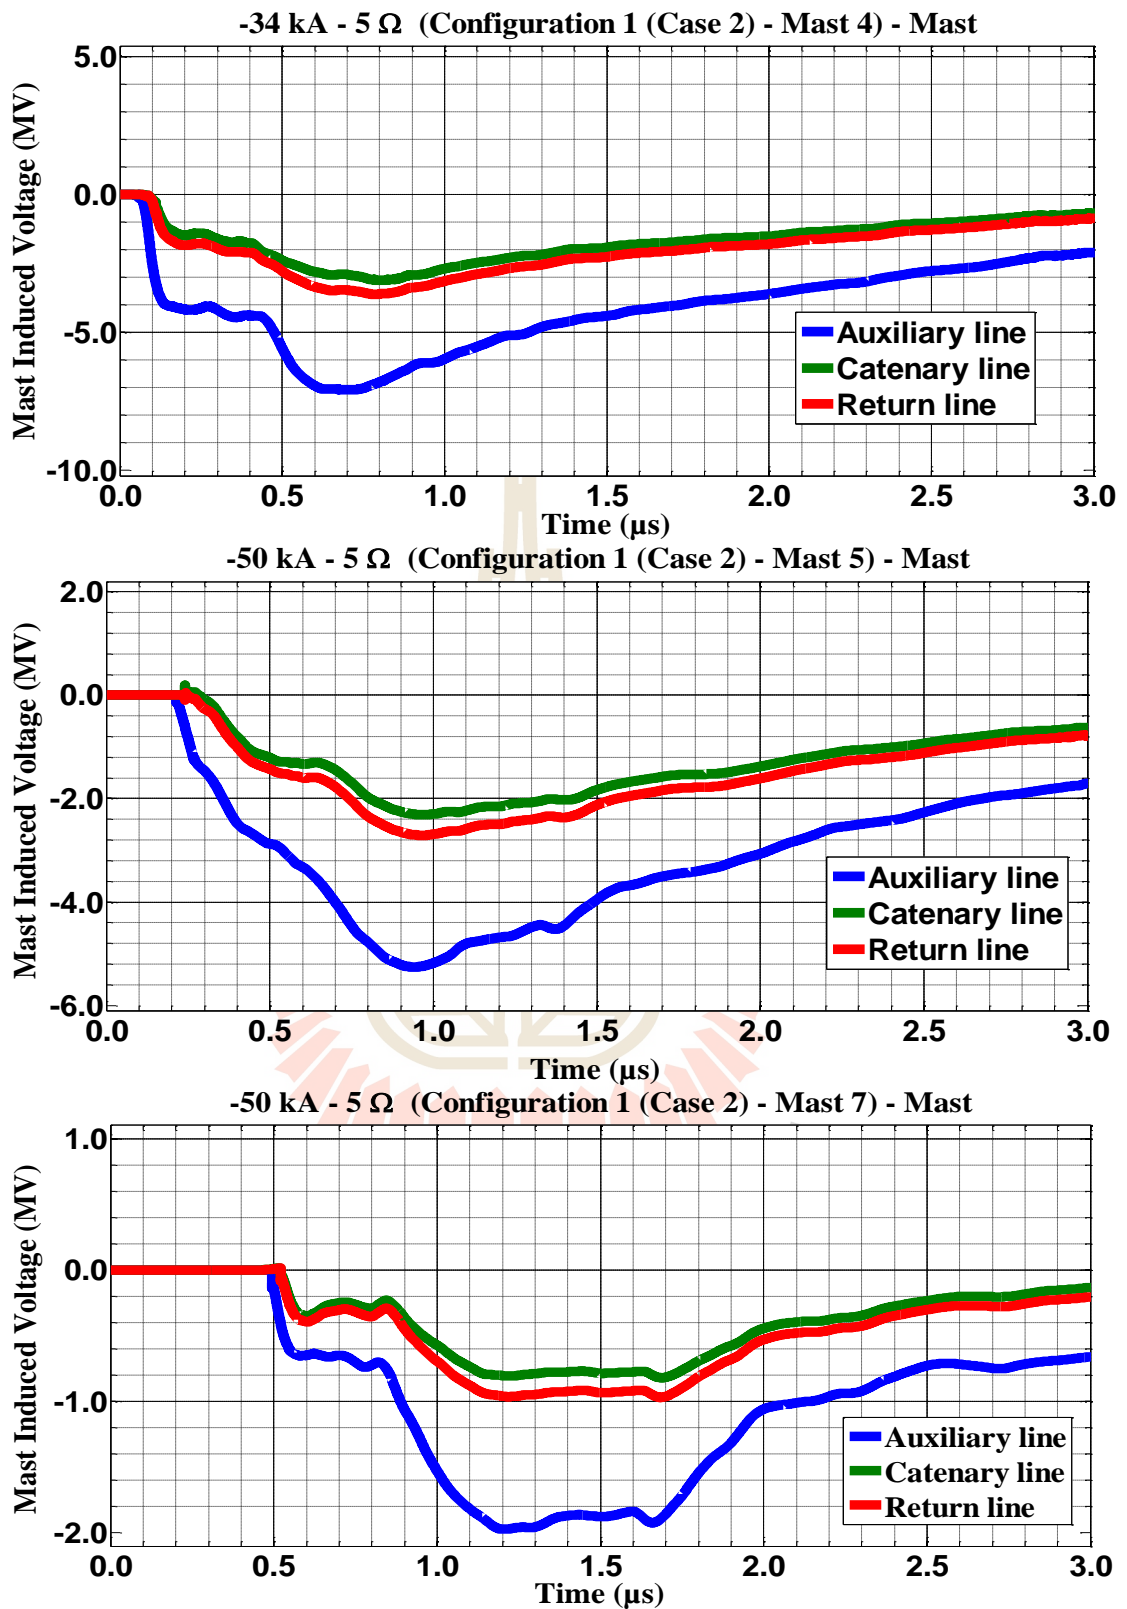 -34 kA - 5 Ω (Configuration 1 (Case 2) - Mast 4) - Mast
Mast Induced Voltage (MV)
5.0
0.0
-5.0
-10.0
Auxiliary line
Catenary line
Return line
0.0 0.5 1.0 1.5 2.0 2.5 3.0
Time (µs)
-50 kA - 5 Ω (Configuration 1 (Case 2) - Mast 5) - Mast
Mast Induced Voltage (MV)
2.0
0.0
-2.0
-4.0
-6.0
Auxiliary line
Catenary line
Return line
0.0 0.5 1.0 1.5 2.0 2.5 3.0
Time (µs)
-50 kA - 5 Ω (Configuration 1 (Case 2) - Mast 7) - Mast
Mast Induced Voltage (MV)
1.0
0.0
-1.0
-2.0
Auxiliary line
Catenary line
Return line
0.0 0.5 1.0 1.5 2.0 2.5 3.0
Time (µs)